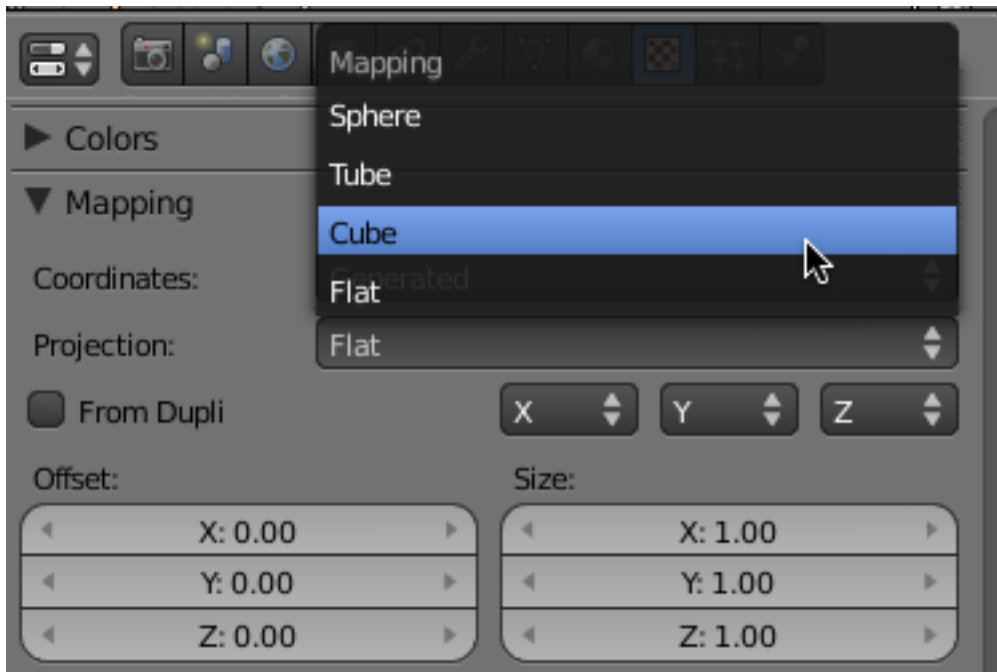 Mapping
Sphere
Colors
Tube
Mapping
Cube
Coordinates: Generated
Flat
Projection: Flat
From Dupli X Y Z
Offset: Size:
X: 0.00 X: 1.00
Y: 0.00 Y: 1.00
Z: 0.00 Z: 1.00